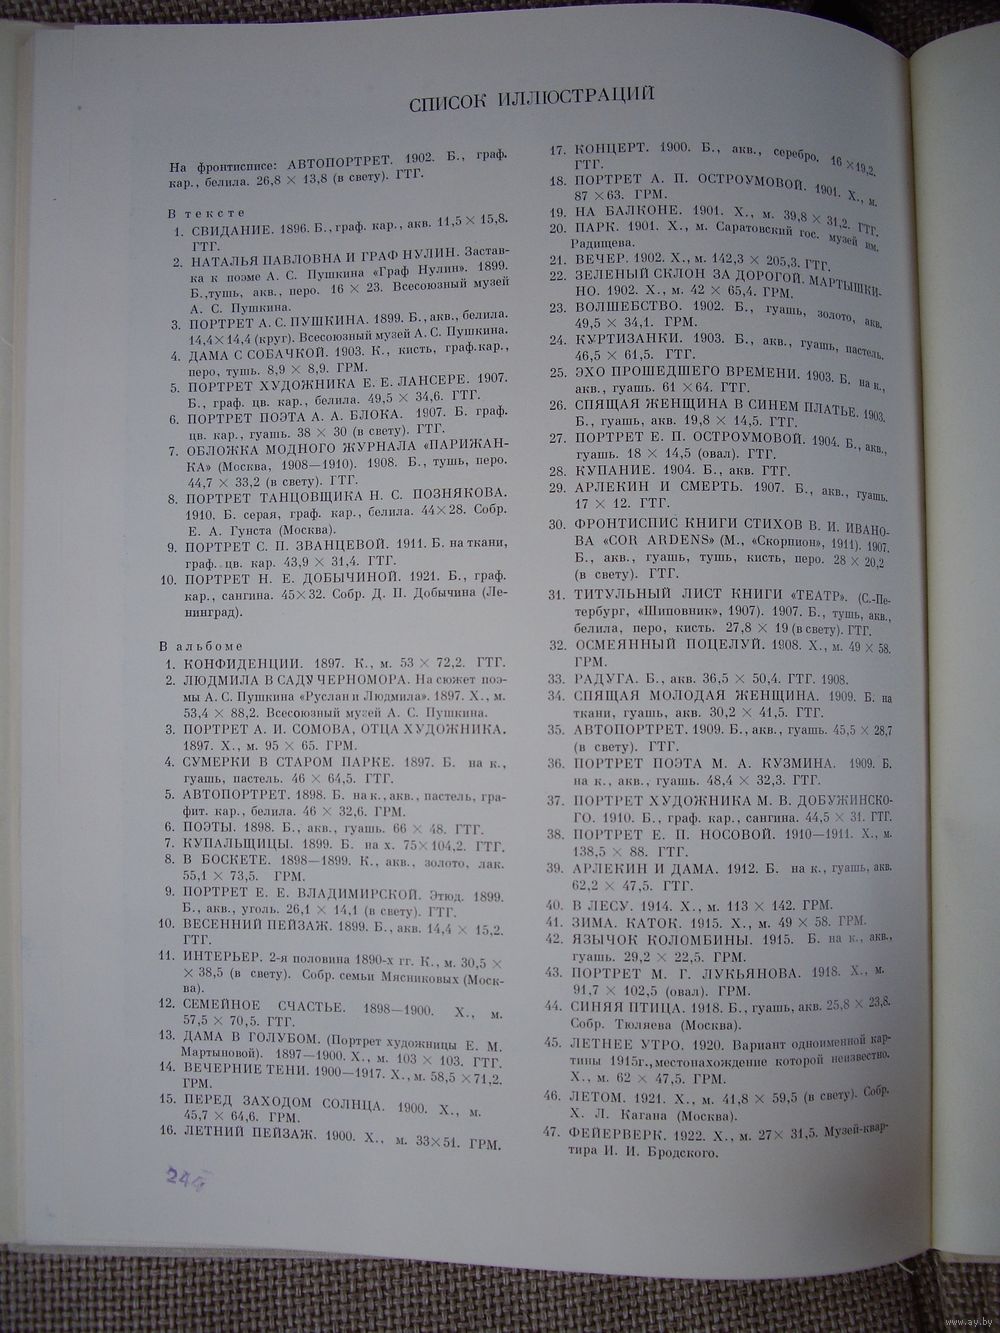 СПИСОК ИЛЛЮСТРАЦИЙ
На фронтисписе: АВТОПОРТРЕТ. 1902. Б., граф.
кар., белила. 26,8 × 13,8 (в свету). ГТГ.
В тексте
1. СВИДАНИЕ. 1896. Б., граф. кар., акв. 11,5 × 15,8.
ГТГ.
2. НАТАЛЬЯ ПАВЛОВНА И ГРАФ НУЛИН. Застав-
ка к поэме А. С. Пушкина «Граф Нулин». 1899.
Б.,тушь, акв., перо. 16 × 23. Всесоюзный музей
А. С. Пушкина.
3. ПОРТРЕТ А. С. ПУШКИНА. 1899. Б., акв., белила.
14,4×14,4 (круг). Всесоюзный музей А. С. Пушкина.
4. ДАМА С СОБАЧКОЙ. 1903. К., кисть, граф.кар.,
перо, тушь. 8,9 × 8,9. ГРМ.
5. ПОРТРЕТ ХУДОЖНИКА Е. Е. ЛАНСЕРЕ. 1907.
Б., граф. цв. кар., белила. 49,5 × 34,6. ГТГ.
6. ПОРТРЕТ ПОЭТА А. А. БЛОКА. 1907. Б. граф.
цв. кар., гуашь. 38 × 30 (в свету). ГТГ.
7. ОБЛОЖКА МОДНОГО ЖУРНАЛА «ПАРИЖАН-
КА» (Москва, 1908—1910). 1908. Б., тушь, перо.
44,7 × 33,2 (в свету). ГТГ.
8. ПОРТРЕТ ТАНЦОВЩИКА Н. С. ПОЗНЯКОВА.
1910. Б. серая, граф. кар., белила. 44×28. Собр.
Е. А. Гунста (Москва).
9. ПОРТРЕТ С. П. ЗВАНЦЕВОЙ. 1911. Б. на ткани,
граф. цв. кар. 43,9 × 31,4. ГТГ.
10. ПОРТРЕТ Н. Е. ДОБЫЧИНОЙ. 1921. Б., граф.
кар., сангина. 45×32. Собр. Д. П. Добычина (Ле-
нинград).
В альбоме
1. КОНФИДЕНЦИИ. 1897. К., м. 53 × 72,2. ГТГ.
2. ЛЮДМИЛА В САДУ ЧЕРНОМОРА. На сюжет поэ-
мы А. С. Пушкина «Руслан и Людмила». 1897. Х., м.
53,4 × 88,2. Всесоюзный музей А. С. Пушкина.
3. ПОРТРЕТ А. И. СОМОВА, ОТЦА ХУДОЖНИКА.
1897. Х., м. 95 × 65. ГРМ.
4. СУМЕРКИ В СТАРОМ ПАРКЕ. 1897. Б. на к.,
гуашь, пастель. 46 × 64,5. ГТГ.
5. АВТОПОРТРЕТ. 1898. Б. на к., акв., пастель, гра-
фит. кар., белила. 46 × 32,6. ГРМ.
6. ПОЭТЫ. 1898. Б., акв., гуашь. 66 × 48. ГТГ.
7. КУПАЛЬЩИЦЫ. 1899. Б. на х. 75×104,2. ГТГ.
8. В БОСКЕТЕ. 1898—1899. К., акв., золото, лак.
55,1 × 73,5. ГРМ.
9. ПОРТРЕТ Е. Е. ВЛАДИМИРСКОЙ. Этюд. 1899.
Б., акв., уголь. 26,1 × 14,1 (в свету). ГТГ.
10. ВЕСЕННИЙ ПЕЙЗАЖ. 1899. Б., акв. 14,4 × 15,2.
ГТГ.
11. ИНТЕРЬЕР. 2-я половина 1890-х гг. К., м. 30,5 ×
× 38,5 (в свету). Собр. семьи Мясниковых (Моск-
ва).
12. СЕМЕЙНОЕ СЧАСТЬЕ. 1898—1900. Х., м.
57,5 × 70,5. ГТГ.
13. ДАМА В ГОЛУБОМ. (Портрет художницы Е. М.
Мартыновой). 1897—1900. Х., м. 103 × 103. ГТГ.
14. ВЕЧЕРНИЕ ТЕНИ. 1900—1917. Х., м. 58,5 ×71,2.
ГРМ.
15. ПЕРЕД ЗАХОДОМ СОЛНЦА. 1900. Х., м.
45,7 × 64,6. ГРМ.
16. ЛЕТНИЙ ПЕЙЗАЖ. 1900. Х., м. 33×51. ГРМ.
244
17. КОНЦЕРТ. 1900. Б., акв., серебро. 16 ×19,2.
ГТГ.
18. ПОРТРЕТ А. П. ОСТРОУМОВОЙ. 1901. Х., м.
87 ×63. ГРМ.
19. НА БАЛКОНЕ. 1901. Х., м. 39,8 × 31,2. ГТГ.
20. ПАРК. 1901. Х., м. Саратовский гос. музей им.
Радищева.
21. ВЕЧЕР. 1902. Х., м. 142,3 × 205,3. ГТГ.
22. ЗЕЛЕНЫЙ СКЛОН ЗА ДОРОГОЙ. МАРТЫШКИ-
НО. 1902. Х., м. 42 × 65,4. ГРМ.
23. ВОЛШЕБСТВО. 1902. Б., гуашь, золото, акв.
49,5 × 34,1. ГРМ.
24. КУРТИЗАНКИ. 1903. Б., акв., гуашь, пастель.
46,5 × 61,5. ГТГ.
25. ЭХО ПРОШЕДШЕГО ВРЕМЕНИ. 1903. Б. на к.,
акв., гуашь. 61 ×64. ГТГ.
26. СПЯЩАЯ ЖЕНЩИНА В СИНЕМ ПЛАТЬЕ. 1903.
Б., гуашь, акв. 19,8 × 14,5. ГТГ.
27. ПОРТРЕТ Е. П. ОСТРОУМОВОЙ. 1904. Б., акв.,
гуашь. 18 × 14,5 (овал). ГТГ.
28. КУПАНИЕ. 1904. Б., акв. ГТГ.
29. АРЛЕКИН И СМЕРТЬ. 1907. Б., акв., гуашь.
17 × 12. ГТГ.
30. ФРОНТИСПИС КНИГИ СТИХОВ В. И. ИВАНО-
ВА «COR ARDENS» (М., «Скорпион», 1911). 1907.
Б., акв., гуашь, тушь, кисть, перо. 28 × 20,2
(в свету). ГТГ.
31. ТИТУЛЬНЫЙ ЛИСТ КНИГИ «ТЕАТР». (С.-Пе-
тербург, «Шиповник», 1907). 1907. Б., тушь, акв.,
белила, перо, кисть. 27,8 × 19 (в свету). ГТГ.
32. ОСМЕЯННЫЙ ПОЦЕЛУЙ. 1908. Х., м. 49 × 58.
ГРМ.
33. РАДУГА. Б., акв. 36,5 × 50,4. ГТГ. 1908.
34. СПЯЩАЯ МОЛОДАЯ ЖЕНЩИНА. 1909. Б. на
ткани, гуашь, акв. 30,2 × 41,5. ГТГ.
35. АВТОПОРТРЕТ. 1909. Б., акв., гуашь. 45,5 × 28,7
(в свету). ГТГ.
36. ПОРТРЕТ ПОЭТА М. А. КУЗМИНА. 1909. Б.
на к., акв., гуашь. 48,4 × 32,3. ГТГ.
37. ПОРТРЕТ ХУДОЖНИКА М. В. ДОБУЖИНСКО-
ГО. 1910. Б., граф. кар., сангина. 44,5 × 31. ГТГ.
38. ПОРТРЕТ Е. П. НОСОВОЙ. 1910—1911. Х., м.
138,5 × 88. ГТГ.
39. АРЛЕКИН И ДАМА. 1912. Б. на к., гуашь, акв.
62,2 × 47,5. ГТГ.
40. В ЛЕСУ. 1914. Х., м. 113 × 142. ГРМ.
41. ЗИМА. КАТОК. 1915. Х., м. 49 × 58. ГРМ.
42. ЯЗЫЧОК КОЛОМБИНЫ. 1915. Б. на к., акв.,
гуашь. 29,2 × 22,5. ГРМ.
43. ПОРТРЕТ М. Г. ЛУКЬЯНОВА. 1918. Х., м.
91,7 × 102,5 (овал). ГРМ.
44. СИНЯЯ ПТИЦА. 1918. Б., гуашь, акв. 25,8 × 23,8.
Собр. Тюляева (Москва).
45. ЛЕТНЕЕ УТРО. 1920. Вариант одноименной кар-
тины 1915г.,местонахождение которой неизвестно.
Х., м. 62 × 47,5. ГРМ.
46. ЛЕТОМ. 1921. Х., м. 41,8 × 59,5 (в свету). Собр.
Х. Л. Кагана (Москва).
47. ФЕЙЕРВЕРК. 1922. Х., м. 27× 31,5. Музей-квар-
тира И. И. Бродского.
www.ay.by